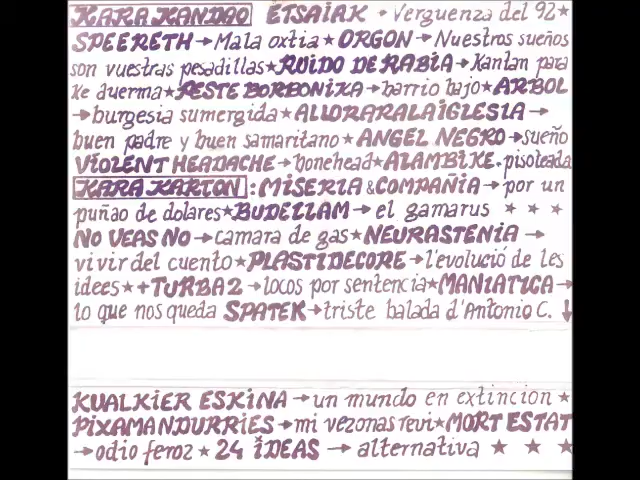 KARA KANDAO ETSAIAK → Verguenza del 92 ★
SPEERETH → Mala oxtia ★ ORGON → Nuestros sueños
son vuestras pesadillas ★ RUIDO DE RABIA → Kantan para
ke duerma ★ PESTE BORBONIKA → barrio bajo ★ ARBOL
→ burgesia sumergida ★ ALLORARALAIGLESIA →
buen padre y buen samaritano ★ ANGEL NEGRO → sueño
VIOLENT HEADACHE → bonehead ★ ALAMBIKE. pisoteada
KARA KARTON : MISERIA & COMPAÑIA → por un
puñao de dolares ★ BUDELLAM → el gamarus ★ ★ ★
NO VEAS NO → camara de gas ★ NEURASTENIA →
vivir del cuento ★ PLASTIDECORE → l'evolució de les
idees ★ + TURBA2 → locos por sentencia ★ MANIATICA →
lo que nos queda SPATEK → triste balada d'Antonio C. ↓
KUALKIER ESKINA → un mundo en extincion ★
PIXAMANDURRIES → mi vezonas revi ★ MORT ESTAT
→ odio feroz ★ 24 IDEAS → alternativa ★ ★ ★